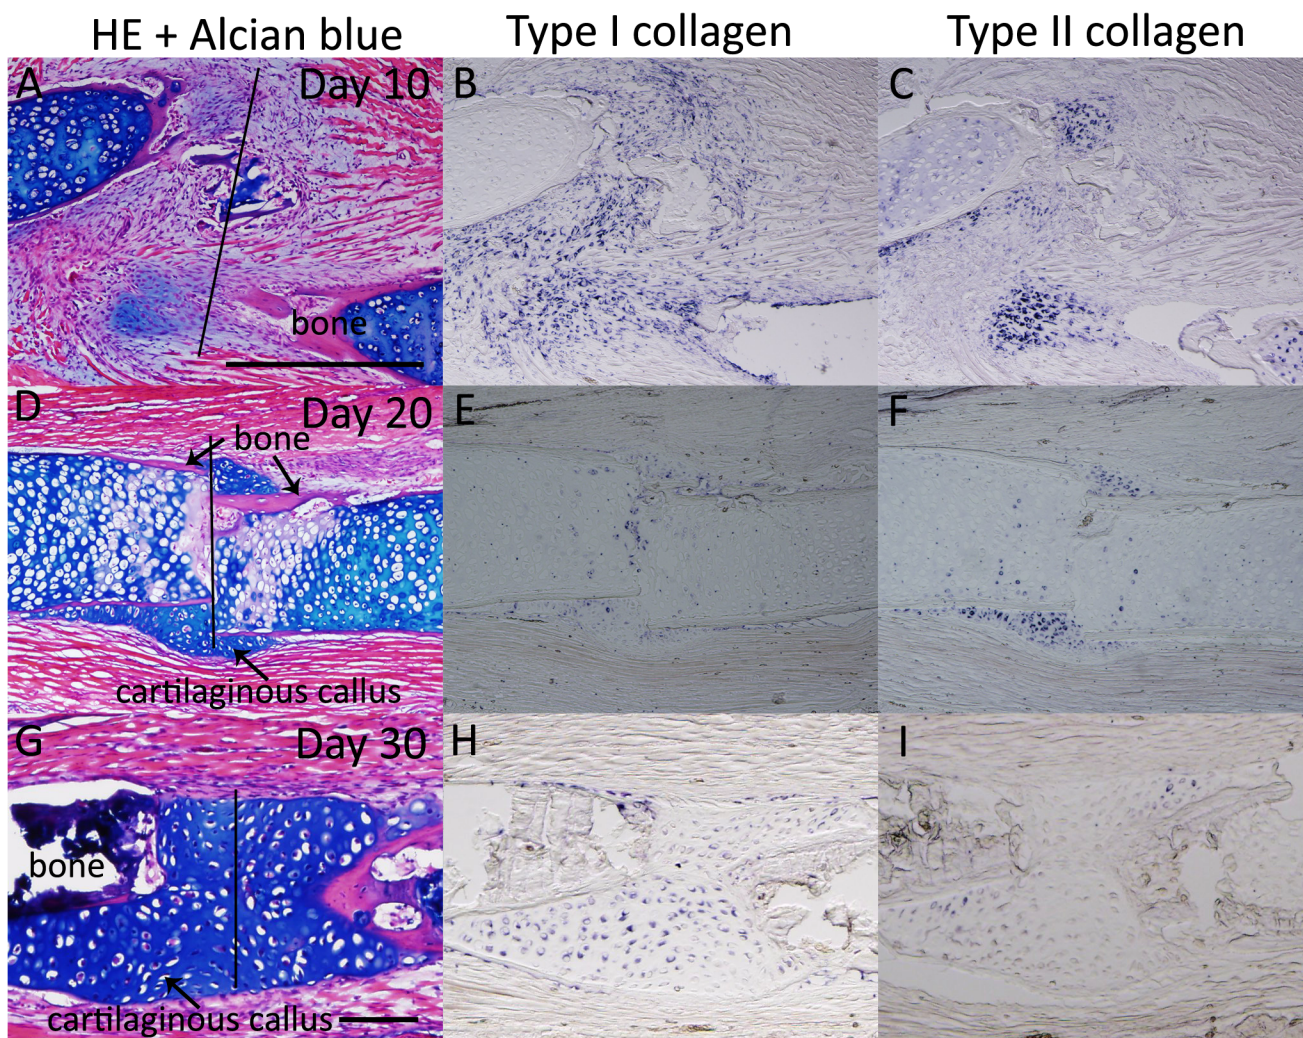 HE + Alcian blue
Type I collagen
Type II collagen
A
Day 10
B
C
bone
D
Day 20
E
F
bone
cartilaginous callus
G
Day 30
H
I
bone
cartilaginous callus